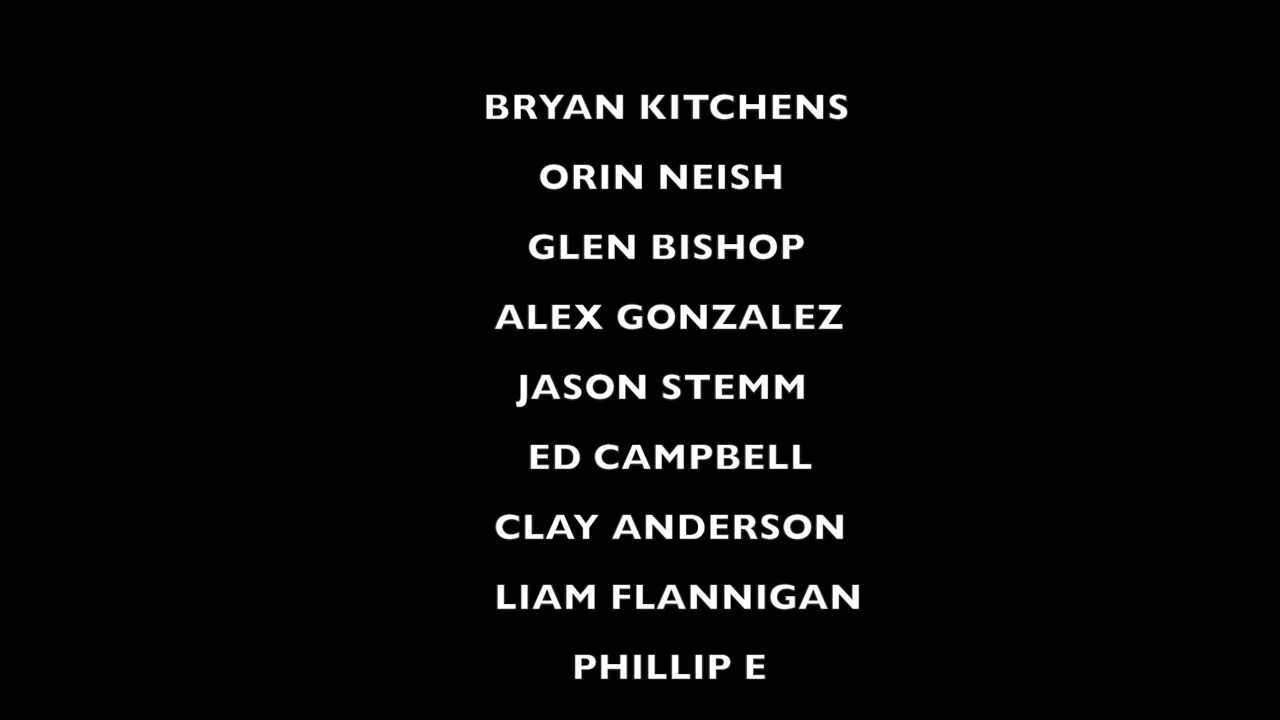 BRYAN KITCHENS
ORIN NEISH
GLEN BISHOP
ALEX GONZALEZ
JASON STEMM
ED CAMPBELL
CLAY ANDERSON
LIAM FLANNIGAN
PHILLIP E